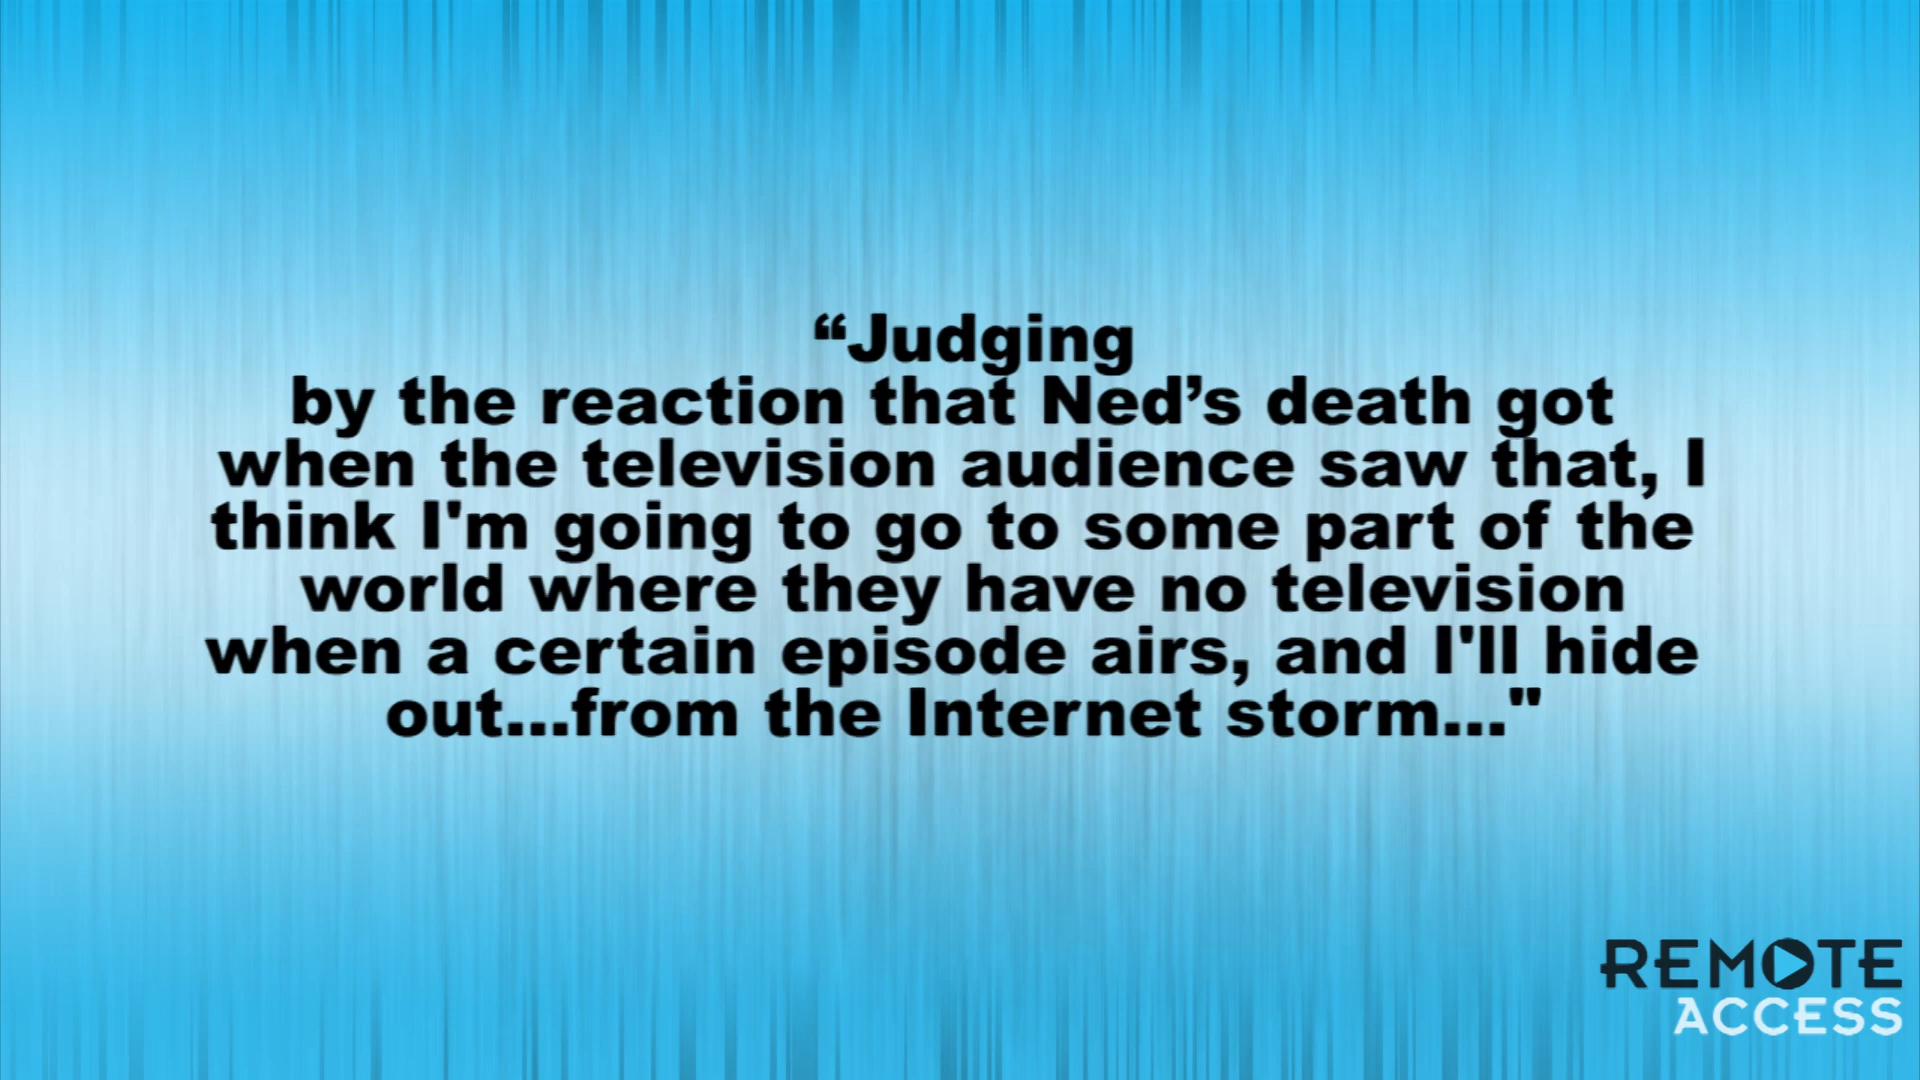 “Judging
by the reaction that Ned’s death got
when the television audience saw that, I
think I'm going to go to some part of the
world where they have no television
when a certain episode airs, and I'll hide
out...from the Internet storm..."
REMOTE
ACCESS